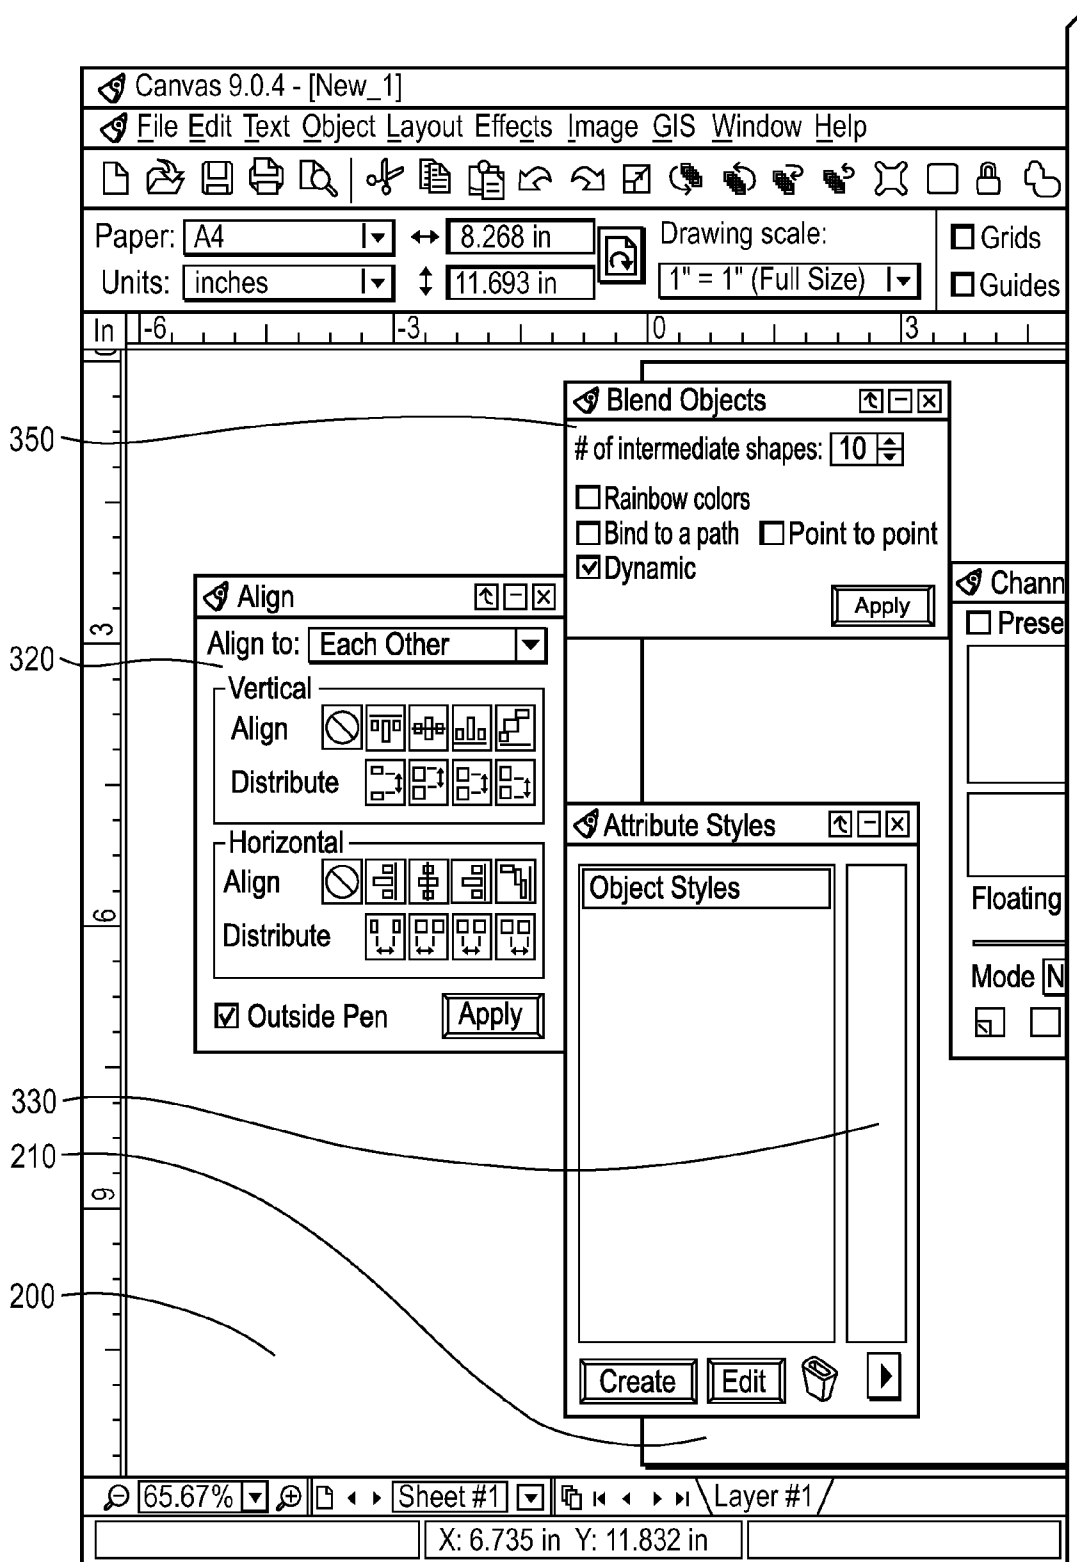 Canvas 9.0.4 - [New_1]
File Edit Text Object Layout Effects Image GIS Window Help
Paper: A4 8.268 in Drawing scale: Grids
Units: inches 11.693 in 1" = 1" (Full Size) Guides
In -6 -3 0 3
Blend Objects
350
# of intermediate shapes: 10
Rainbow colors
Bind to a path Point to point
Dynamic
Apply
Align
Chann
Prese
3
Align to: Each Other
320
Vertical
Align
Distribute
Attribute Styles
Horizontal
Align
Object Styles
Floating
6
Distribute
Mode N
Outside Pen Apply
330
210
9
200
Create Edit
65.67% Sheet #1 Layer #1
X: 6.735 in Y: 11.832 in